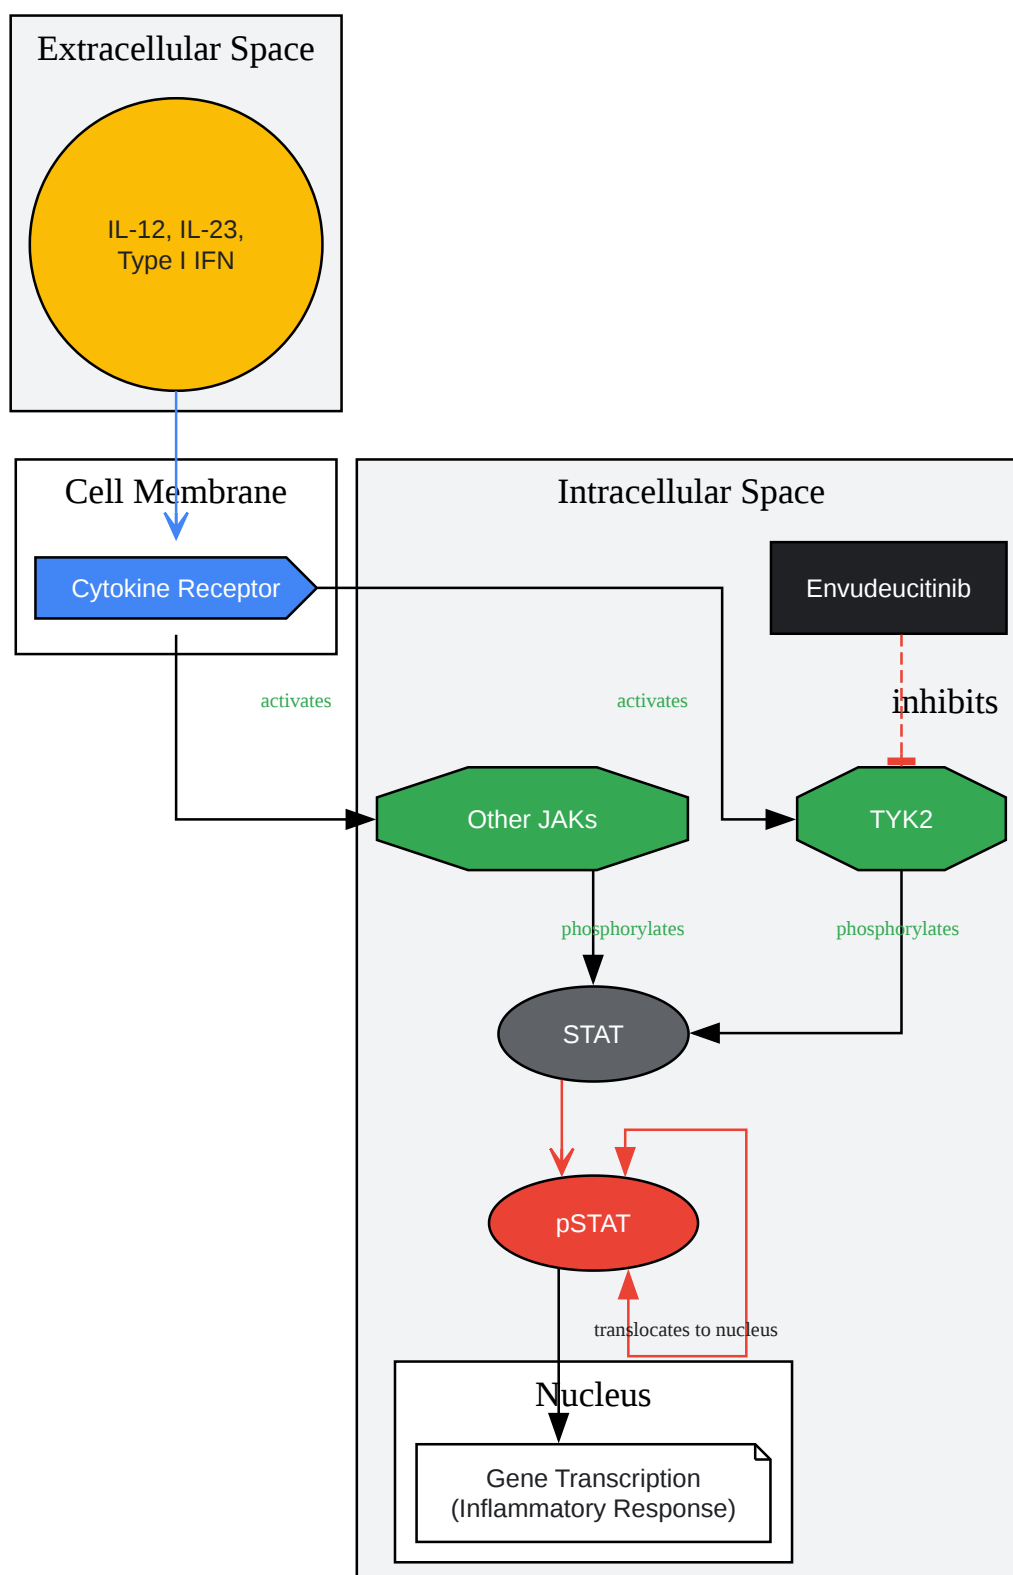 Extracellular Space
IL-12, IL-23,
Type I IFN
Cell Membrane
Intracellular Space
Cytokine Receptor
Envudeucitinib
activates
activates
inhibits
Other JAKs
TYK2
phosphorylates
phosphorylates
STAT
pSTAT
translocates to nucleus
Nucleus
Gene Transcription
(Inflammatory Response)